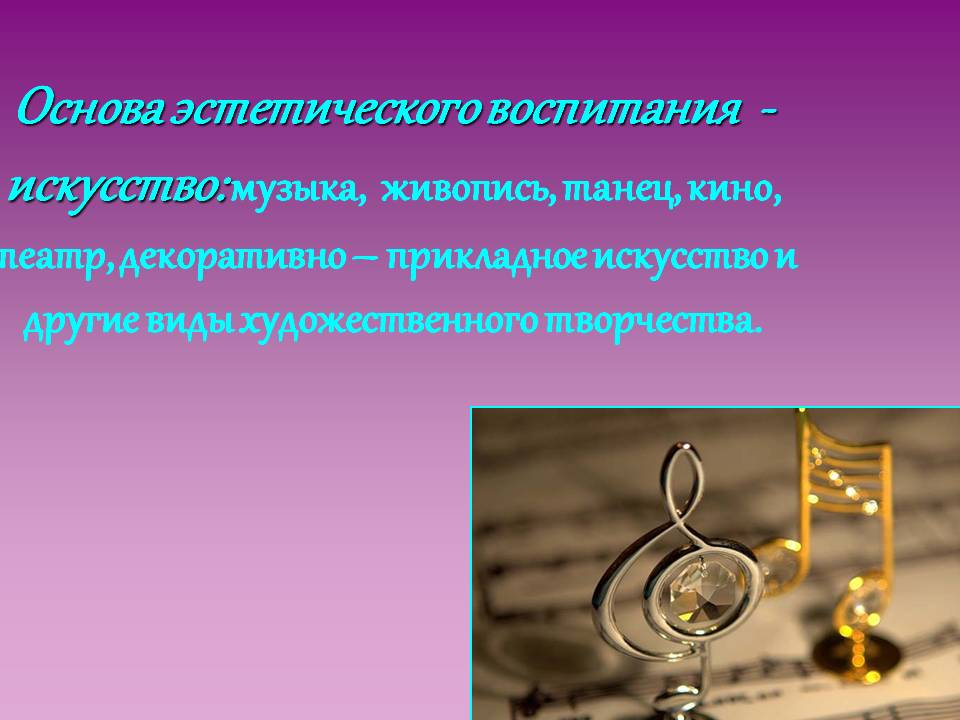 Основа эстетического воспитания -
искусство: музыка, живопись, танец, кино,
театр, декоративно – прикладное искусство и
другие виды художественного творчества.